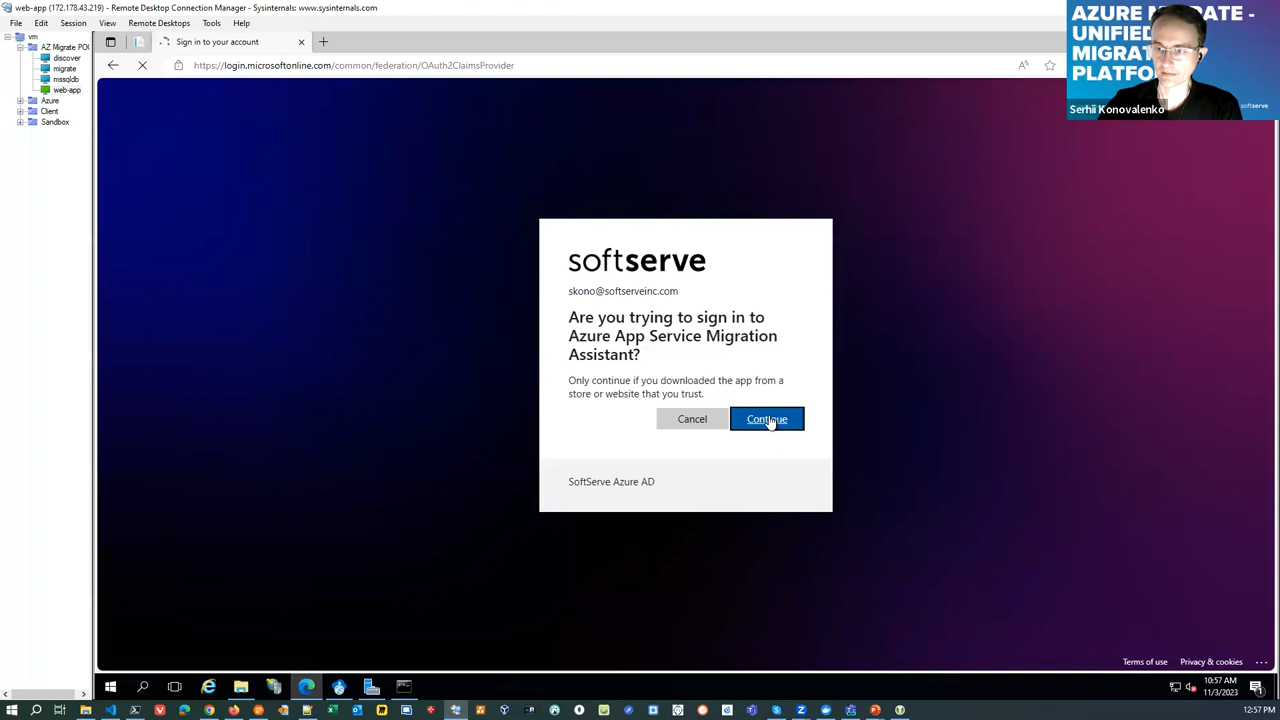 web-app (172.178.43.219) - Remote Desktop Connection Manager - Sysinternals: www.sysinternals.com
File Edit Session View Remote Desktops Tools Help
vm
AZ Migrate POC
discover
migrate
mssqldb
web-app
Azure
Client
Sandbox
Sign in to your account
https://login.microsoftonline.com/common/federation/OAuth2ClaimsProvider
AZURE MIGRATE -
UNIFIED
MIGRAT
PLATFO
Serhii Konovalenko
softserve
softserve
skono@softserveinc.com
Are you trying to sign in to
Azure App Service Migration
Assistant?
Only continue if you downloaded the app from a
store or website that you trust.
Cancel Continue
SoftServe Azure AD
Terms of use Privacy & cookies ...
10:57 AM
11/3/2023
12:57 PM